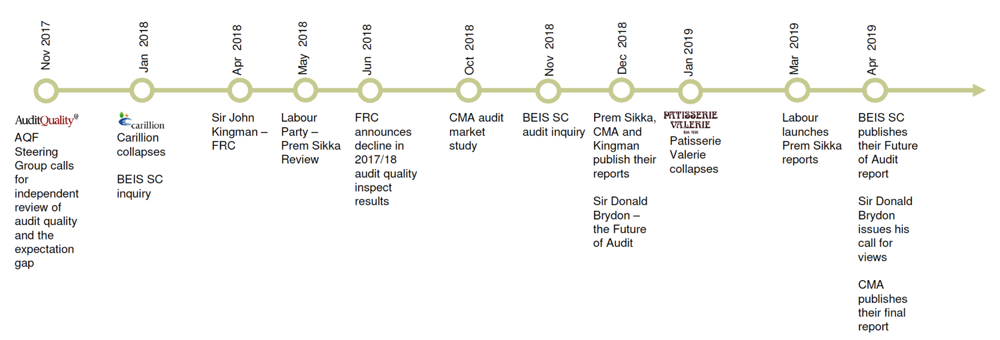 Nov 2017
Jan 2018
Apr 2018
May 2018
Jun 2018
Oct 2018
Nov 2018
Dec 2018
Jan 2019
Mar 2019
Apr 2019
AuditQuality@
AQF
Steering
Group calls
for
independent
review of
audit quality
and the
expectation
gap
carillion
Carillion
collapses
BEIS SC
inquiry
Sir John
Kingman –
FRC
Labour
Party –
Prem Sikka
Review
FRC
announces
decline in
2017/18
audit quality
inspect
results
CMA audit
market
study
BEIS SC
audit inquiry
Prem Sikka,
CMA and
Kingman
publish their
reports
Sir Donald
Brydon –
the Future
of Audit
PATISSERIE
VALERIE
Est. 1926
Patisserie
Valerie
collapses
Labour
launches
Prem Sikka
reports
BEIS SC
publishes
their Future
of Audit
report
Sir Donald
Brydon
issues his
call for
views
CMA
publishes
their final
report